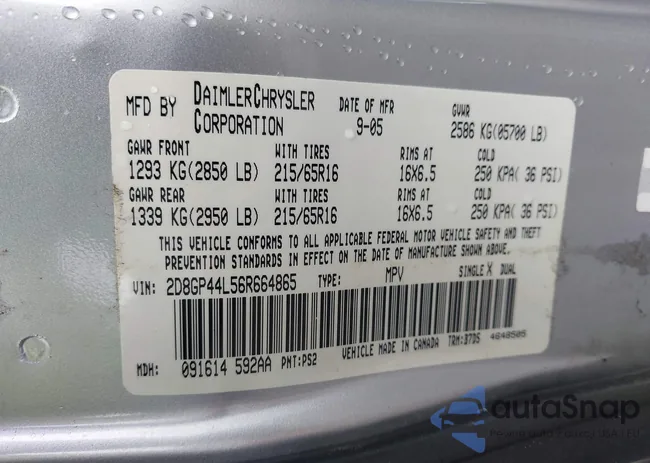 MFD BY DAIMLERCHRYSLER CORPORATION DATE OF MFR 9-05 GVWR 2586 KG(05700 LB)
GAWR FRONT WITH TIRES RIMS AT COLD
1293 KG(2850 LB) 215/65R16 16X6.5 250 KPA( 36 PSI)
GAWR REAR WITH TIRES RIMS AT COLD
1339 KG(2950 LB) 215/65R16 16X6.5 250 KPA( 36 PSI)
THIS VEHICLE CONFORMS TO ALL APPLICABLE FEDERAL MOTOR VEHICLE SAFETY AND THEFT
PREVENTION STANDARDS IN EFFECT ON THE DATE OF MANUFACTURE SHOWN ABOVE.
VIN: 2D8GP44L56R664865 TYPE: MPV SINGLE X DUAL
MDH: 091614 592AA PNT:PS2 VEHICLE MADE IN CANADA TRM:D7D5 4648505
autoSnap